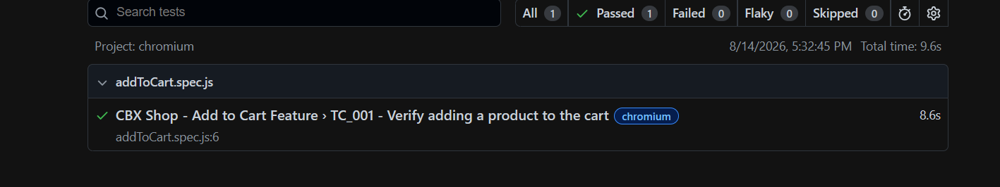 Search tests
All 1 Passed 1 Failed 0 Flaky 0 Skipped 0
Project: chromium
8/14/2026, 5:32:45 PM Total time: 9.6s
addToCart.spec.js
CBX Shop - Add to Cart Feature › TC_001 - Verify adding a product to the cart chromium 8.6s
addToCart.spec.js:6